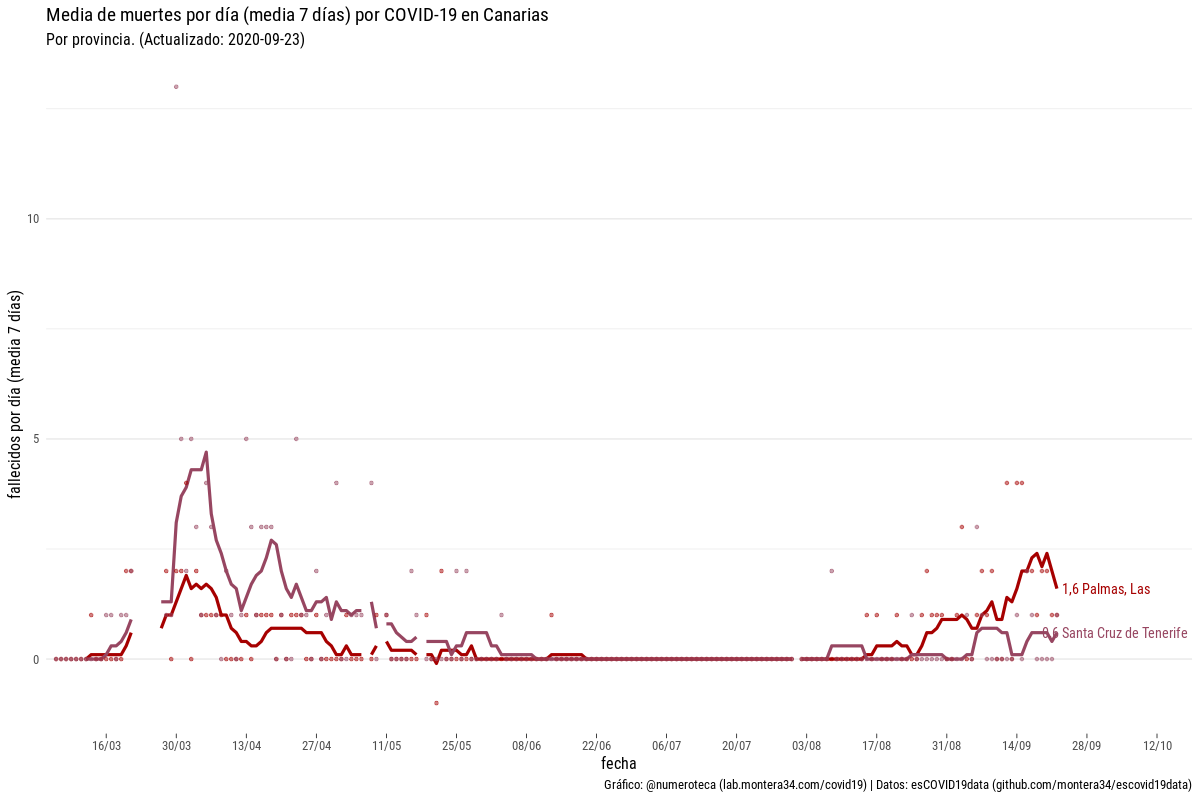 Media de muertes por día (media 7 días) por COVID-19 en Canarias
Por provincia. (Actualizado: 2020-09-23)
fallecidos por día (media 7 días)
10
5
0
1,6 Palmas, Las
0,6 Santa Cruz de Tenerife
16/03 30/03 13/04 27/04 11/05 25/05 08/06 22/06 06/07 20/07 03/08 17/08 31/08 14/09 28/09 12/10
fecha
Gráfico: @numeroteca (lab.montera34.com/covid19) | Datos: esCOVID19data (github.com/montera34/escovid19data)